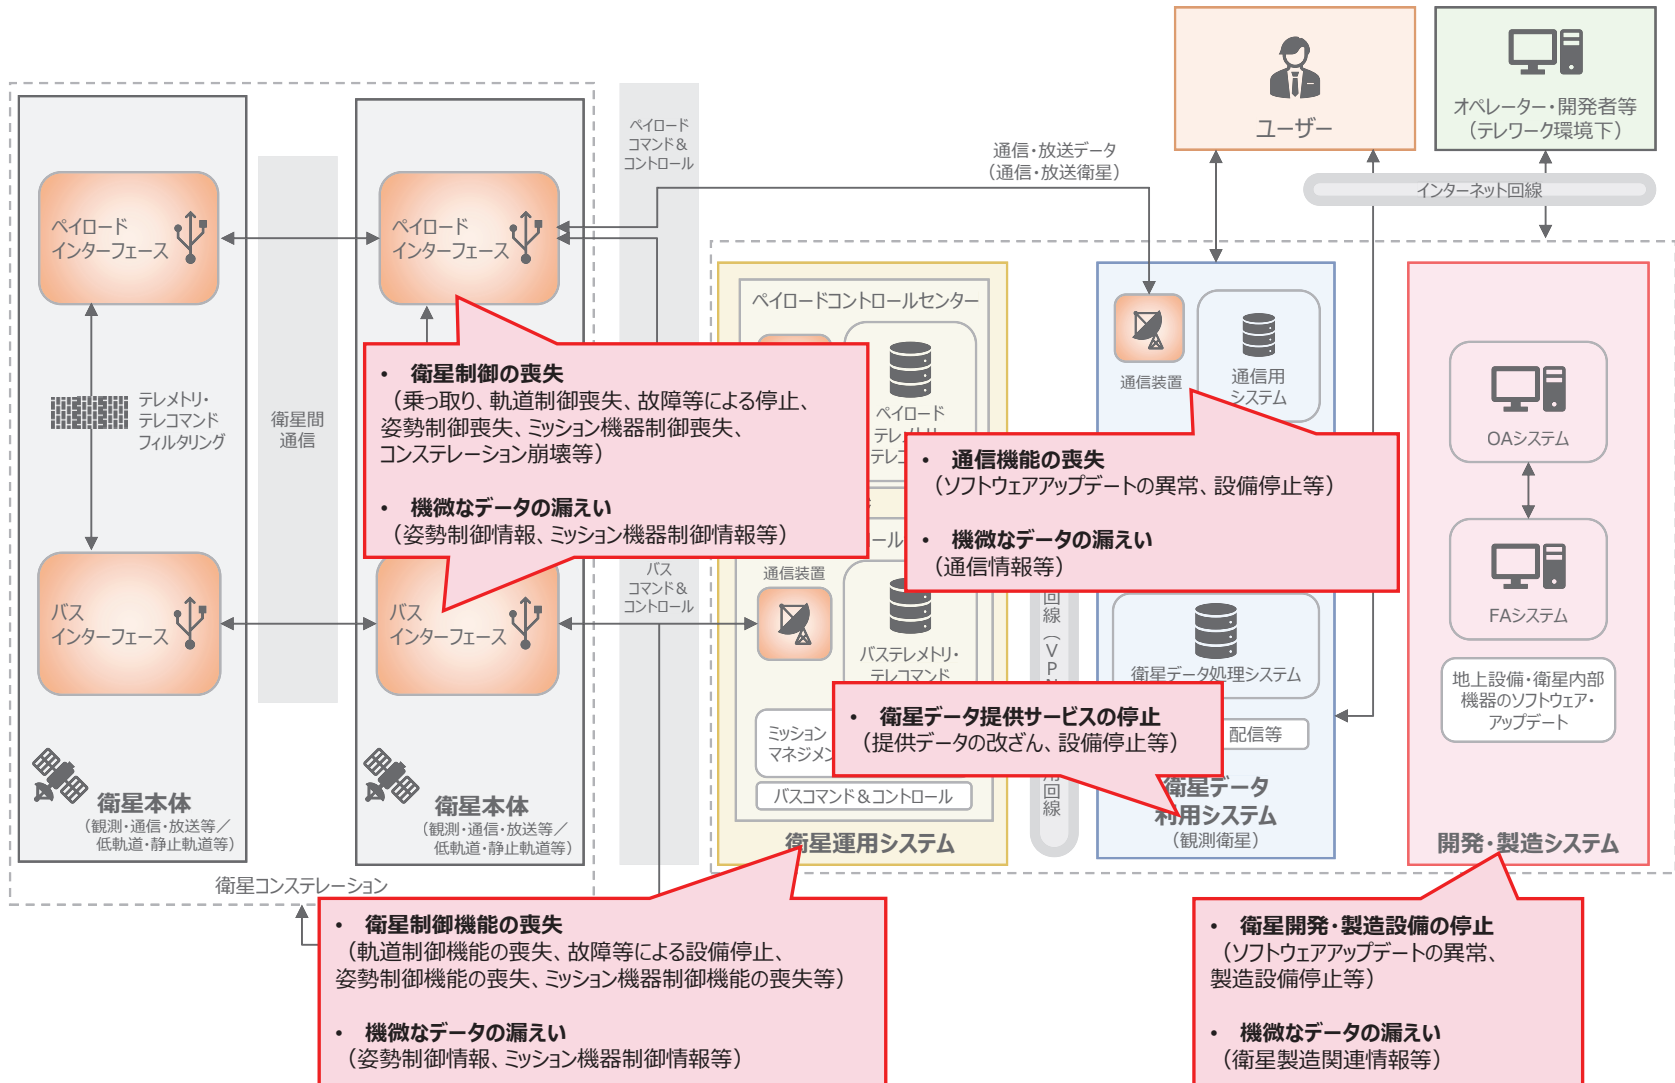 ユーザー
オペレーター・開発者等
（テレワーク環境下）
インターネット回線
通信・放送データ
（通信・放送衛星）
ペイロード
コマンド＆
コントロール
ペイロード
インターフェース
ペイロード
インターフェース
テレメトリ・
テレコマンド
フィルタリング
衛星間
通信
バス
インターフェース
バス
インターフェース
バス
コマンド＆
コントロール
衛星本体
（観測・通信・放送等／
低軌道・静止軌道等）
衛星本体
（観測・通信・放送等／
低軌道・静止軌道等）
衛星コンステレーション
ペイロードコントロールセンター
ペイロード
通信装置
バステレメトリ・
テレコマンド
ミッション
バスコマンド＆コントロール
衛星運用システム
通信装置
通信用
システム
衛星データ処理システム
配信等
衛星データ
利用システム
（観測衛星）
回線（VP
用回線
OAシステム
FAシステム
地上設備・衛星内部
機器のソフトウェア・
アップデート
開発・製造システム
• 衛星制御の喪失
（乗っ取り、軌道制御喪失、故障等による停止、
姿勢制御喪失、ミッション機器制御喪失、
コンステレーション崩壊等）
• 機微なデータの漏えい
（姿勢制御情報、ミッション機器制御情報等）
• 通信機能の喪失
（ソフトウェアアップデートの異常、設備停止等）
• 機微なデータの漏えい
（通信情報等）
• 衛星データ提供サービスの停止
（提供データの改ざん、設備停止等）
• 衛星制御機能の喪失
（軌道制御機能の喪失、故障等による設備停止、
姿勢制御機能の喪失、ミッション機器制御機能の喪失等）
• 機微なデータの漏えい
（姿勢制御情報、ミッション機器制御情報等）
• 衛星開発・製造設備の停止
（ソフトウェアアップデートの異常、
製造設備停止等）
• 機微なデータの漏えい
（衛星製造関連情報等）